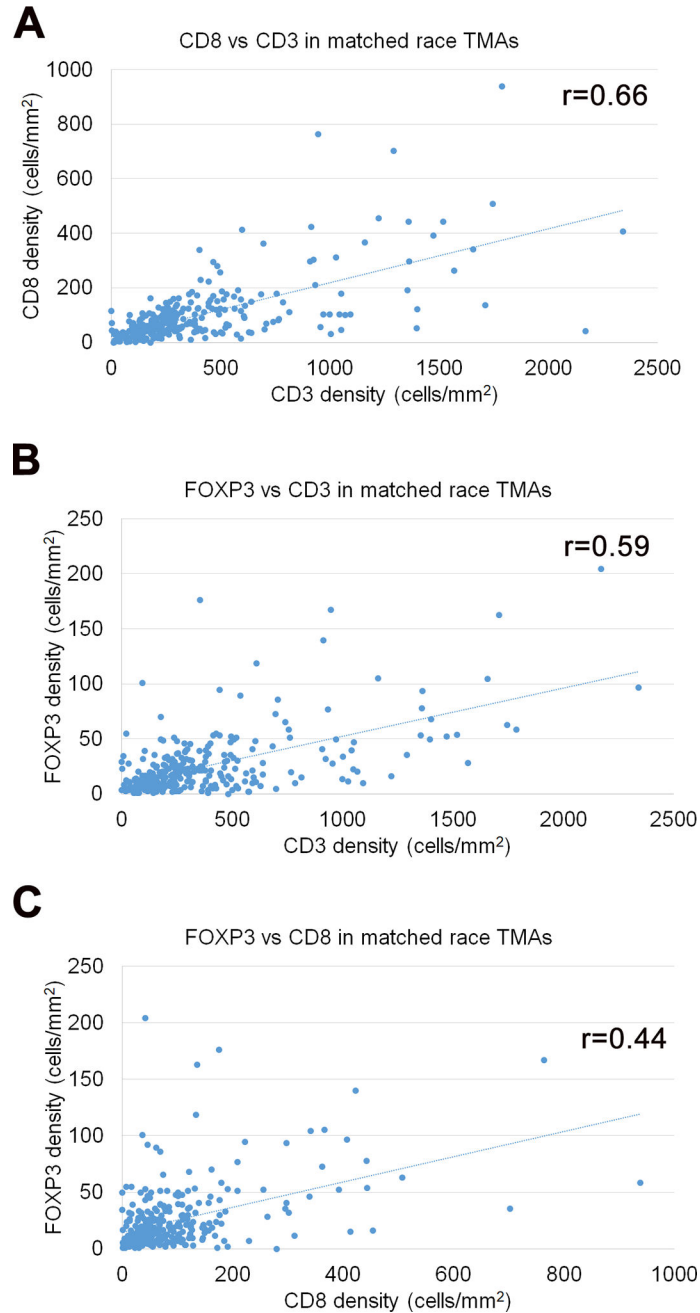 A
CD8 vs CD3 in matched race TMAs
r=0.66
CD8 density (cells/mm²)
1000
800
600
400
200
0
0 500 1000 1500 2000 2500
CD3 density (cells/mm²)
B
FOXP3 vs CD3 in matched race TMAs
r=0.59
FOXP3 density (cells/mm²)
250
200
150
100
50
0
0 500 1000 1500 2000 2500
CD3 density (cells/mm²)
C
FOXP3 vs CD8 in matched race TMAs
r=0.44
FOXP3 density (cells/mm²)
250
200
150
100
50
0
0 200 400 600 800 1000
CD8 density (cells/mm²)